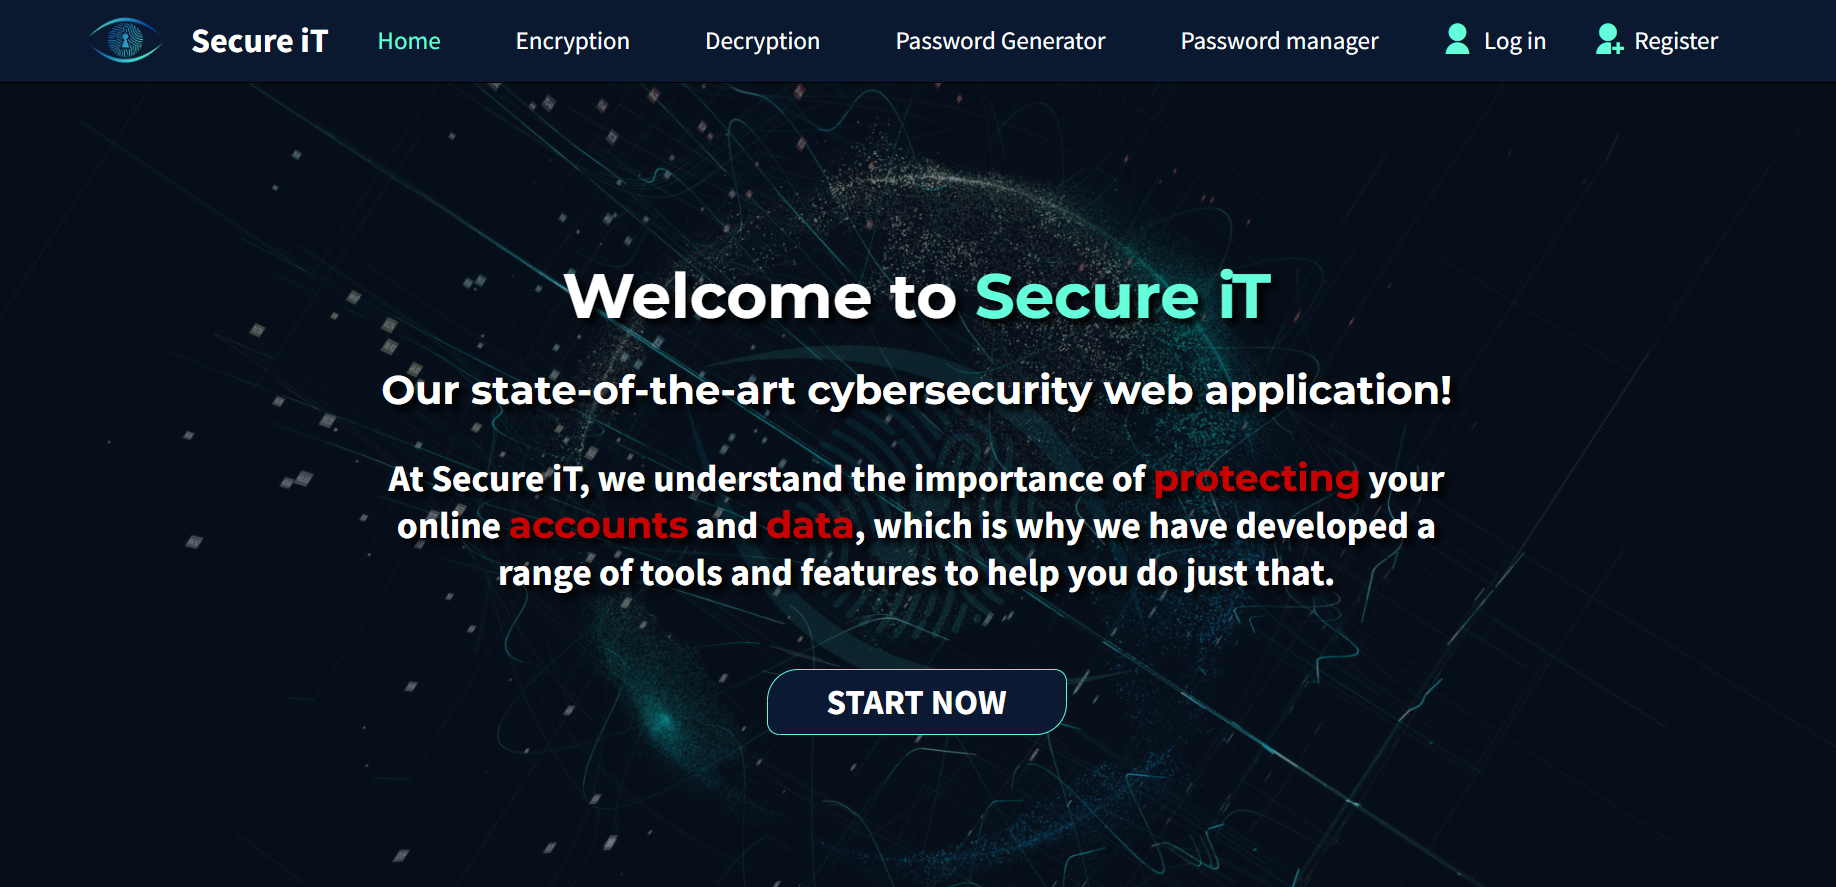 Secure iT
Home
Encryption
Decryption
Password Generator
Password manager
Log in
Register
Welcome to Secure iT
Our state-of-the-art cybersecurity web application!
At Secure iT, we understand the importance of protecting your
online accounts and data, which is why we have developed a
range of tools and features to help you do just that.
START NOW